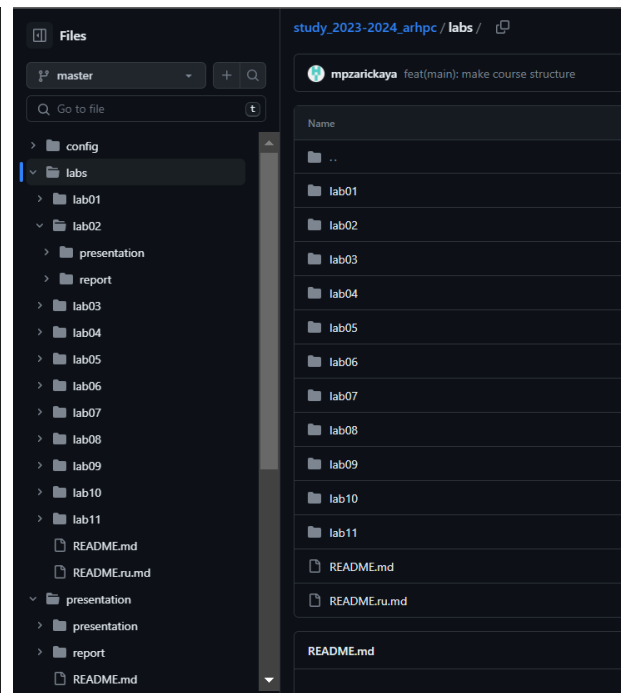 Files
master
Go to file
t
config
labs
lab01
lab02
presentation
report
lab03
lab04
lab05
lab06
lab07
lab08
lab09
lab10
lab11
README.md
README.ru.md
presentation
presentation
report
README.md
study_2023-2024_arhpc / labs /
mpzarickaya feat(main): make course structure
Name
..
lab01
lab02
lab03
lab04
lab05
lab06
lab07
lab08
lab09
lab10
lab11
README.md
README.ru.md
README.md